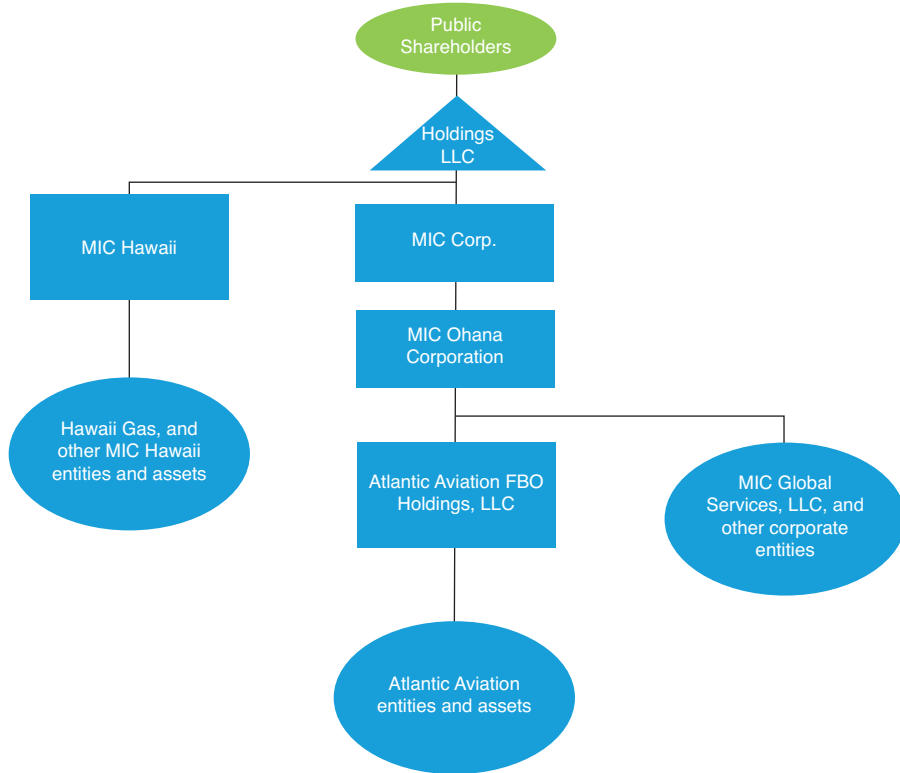 Public
Shareholders
Holdings
LLC
MIC Hawaii
MIC Corp.
MIC Ohana
Corporation
Hawaii Gas, and
other MIC Hawaii
entities and assets
Atlantic Aviation FBO
Holdings, LLC
MIC Global
Services, LLC, and
other corporate
entities
Atlantic Aviation
entities and assets